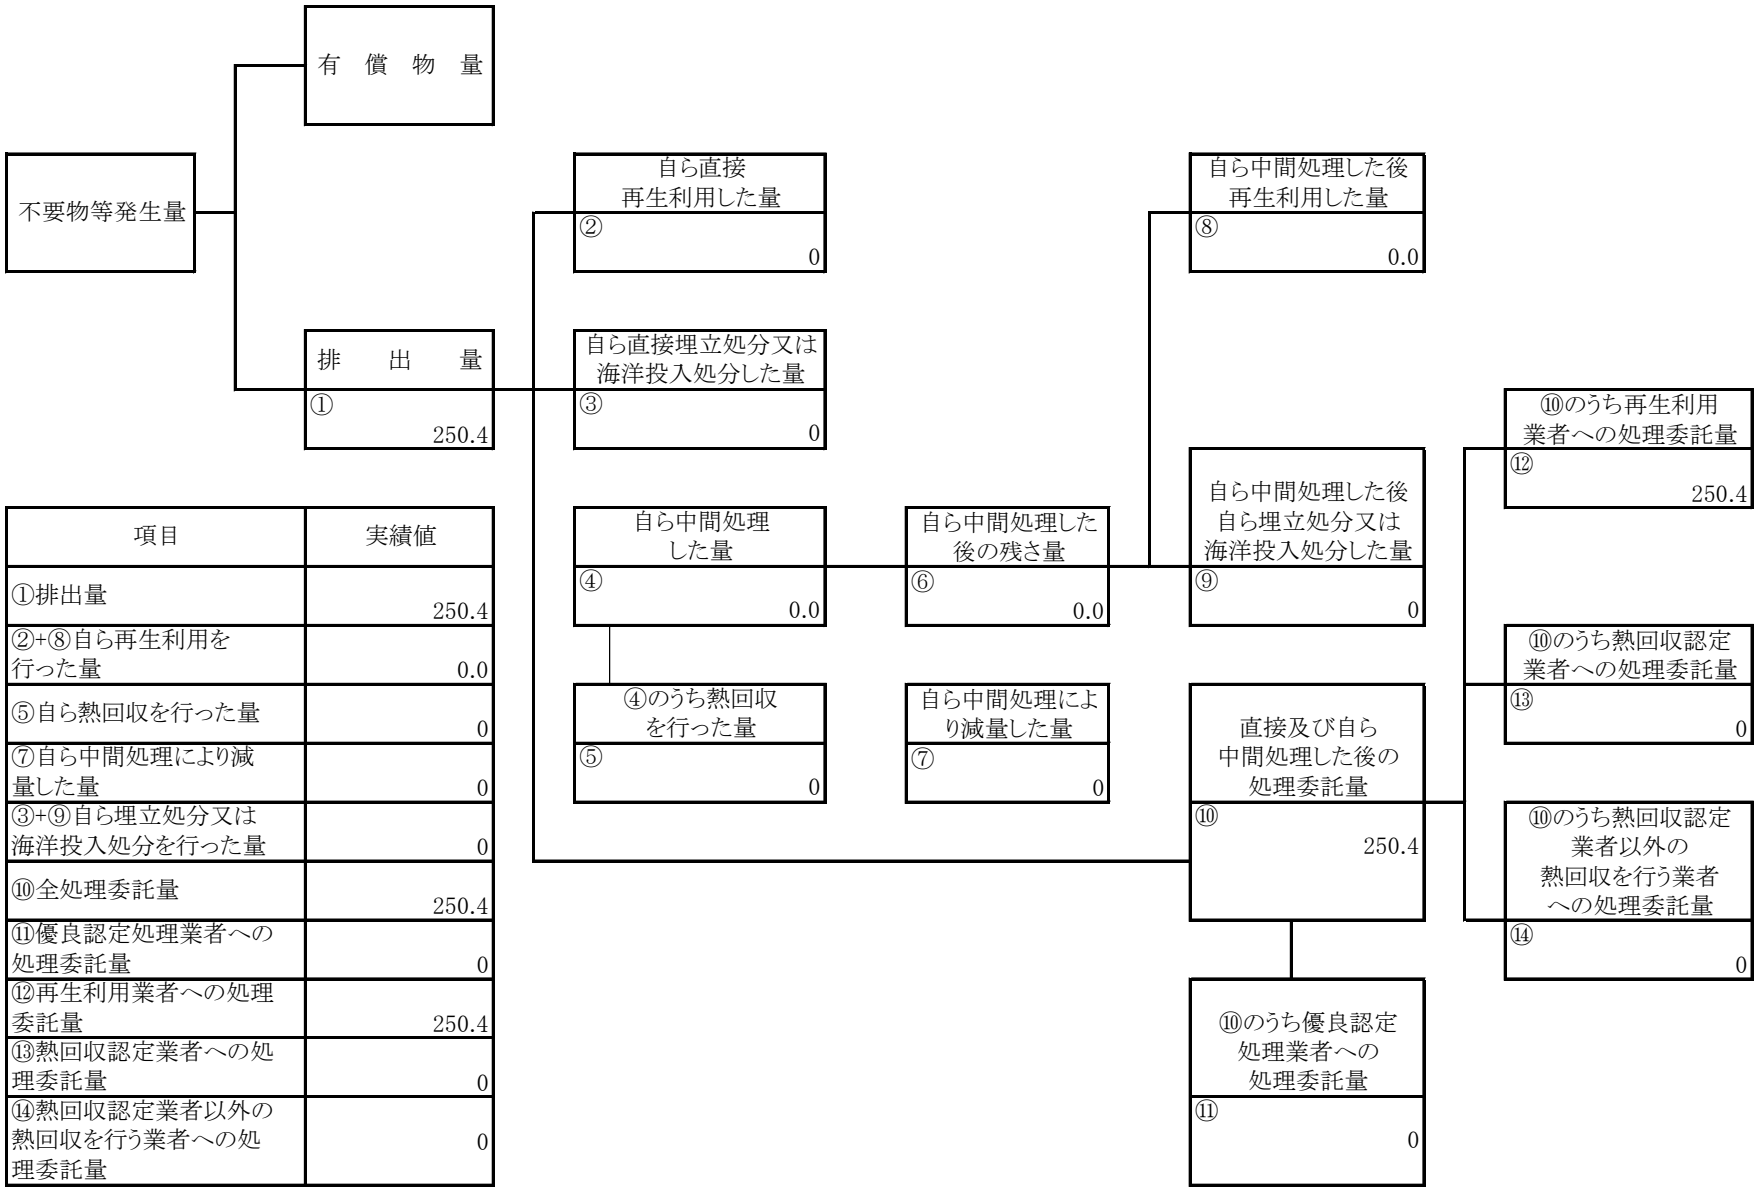 有　償　物　量
不要物等発生量
排　出　量
①
250.4
自ら直接
再生利用した量
②
0
自ら直接埋立処分又は
海洋投入処分した量
③
0
自ら中間処理
した量
④
0.0
④のうち熱回収
を行った量
⑤
0
自ら中間処理した
後の残さ量
⑥
0.0
自ら中間処理によ
り減量した量
⑦
0
自ら中間処理した後
再生利用した量
⑧
0.0
自ら中間処理した後
自ら埋立処分又は
海洋投入処分した量
⑨
0
直接及び自ら
中間処理した後の
処理委託量
⑩
250.4
⑩のうち優良認定
処理業者への
処理委託量
⑪
0
⑩のうち再生利用
業者への処理委託量
⑫
250.4
⑩のうち熱回収認定
業者への処理委託量
⑬
0
⑩のうち熱回収認定
業者以外の
熱回収を行う業者
への処理委託量
⑭
0
項目　実績値
①排出量
250.4
②+⑧自ら再生利用を
行った量　0.0
⑤自ら熱回収を行った量
0
⑦自ら中間処理により減
量した量　0
③+⑨自ら埋立処分又は
海洋投入処分を行った量　0
⑩全処理委託量
250.4
⑪優良認定処理業者への
処理委託量　0
⑫再生利用業者への処理
委託量　250.4
⑬熱回収認定業者への処
理委託量　0
⑭熱回収認定業者以外の
熱回収を行う業者への処　0
理委託量